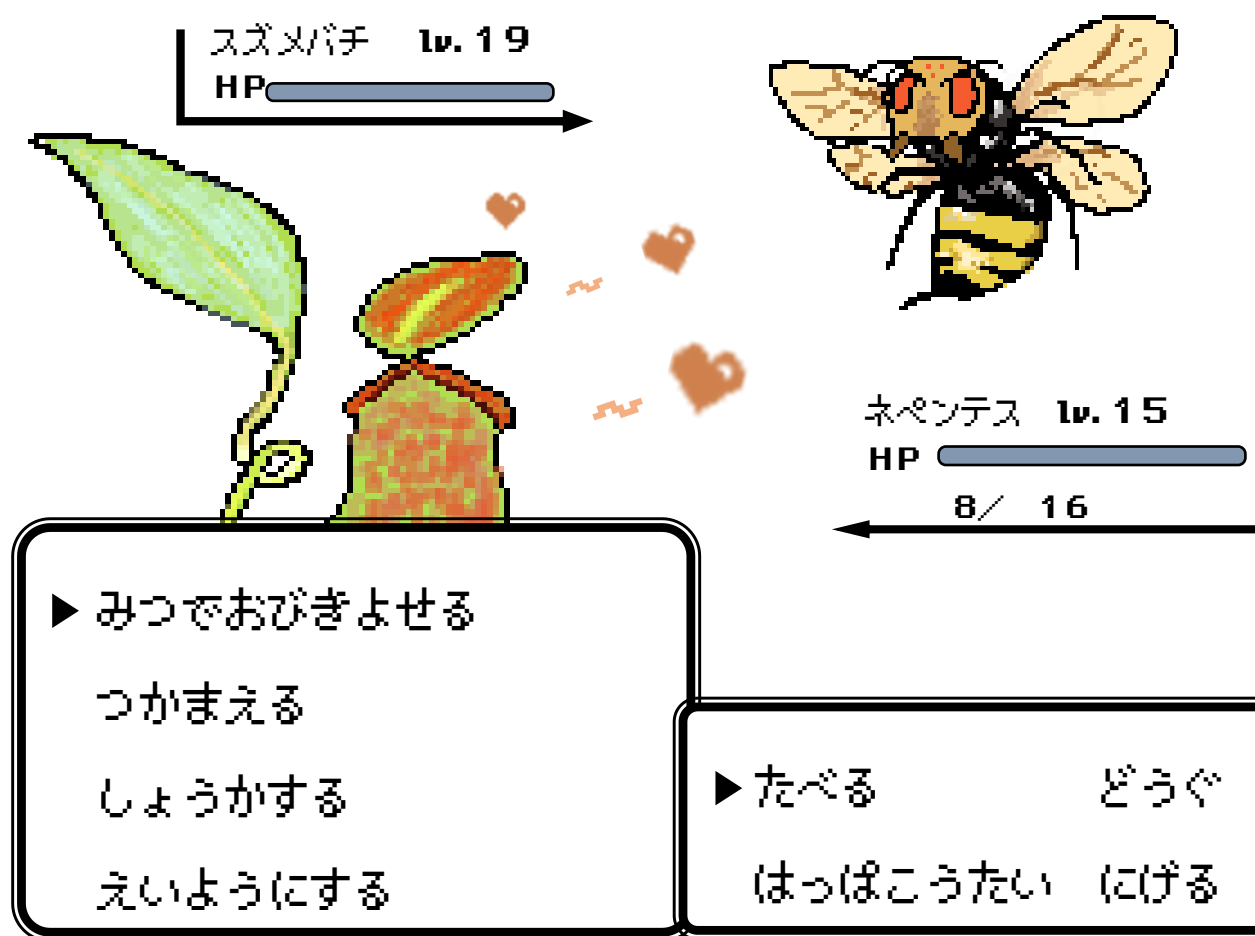 スズメバチ lv. 19
HP
ネペンテス lv. 15
HP
8/ 16
▶みつでおびきよせる
つかまえる
しょうかする
えいようにする
▶たべる どうぐ
はっぱこうたい にげる